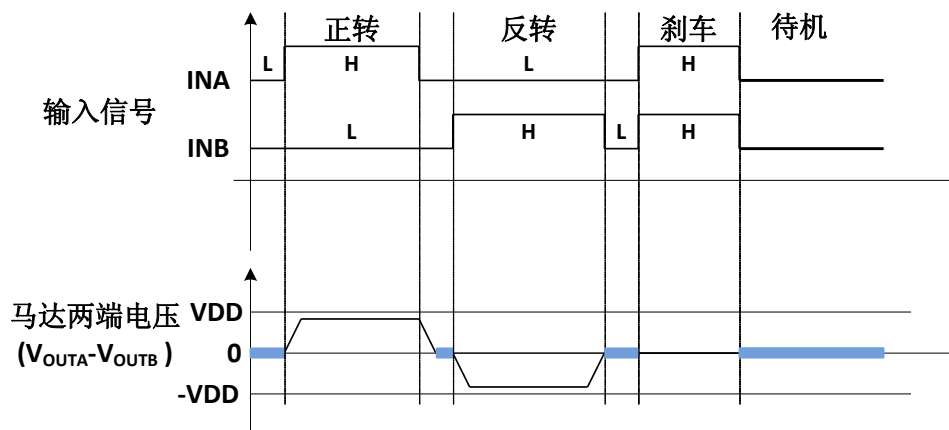 正转 反转 刹车 待机
L H L H
INA
输入信号
L H L H
INB
马达两端电压 VDD
(VOUTA-VOUTB ) 0
-VDD